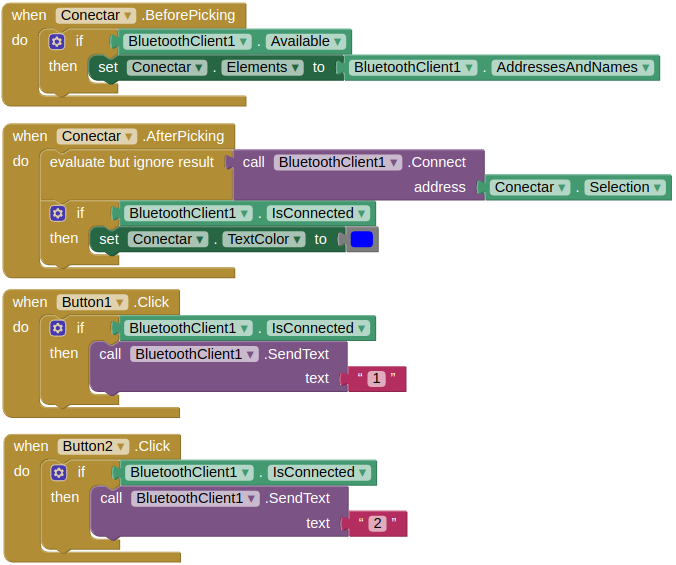 when Conectar .BeforePicking
do if BluetoothClient1 . Available
then set Conectar . Elements to BluetoothClient1 . AddressesAndNames
when Conectar .AfterPicking
do evaluate but ignore result call BluetoothClient1 .Connect
address Conectar . Selection
if BluetoothClient1 . IsConnected
then set Conectar . TextColor to
when Button1 .Click
do if BluetoothClient1 . IsConnected
then call BluetoothClient1 .SendText
text “ 1 ”
when Button2 .Click
do if BluetoothClient1 . IsConnected
then call BluetoothClient1 .SendText
text “ 2 ”